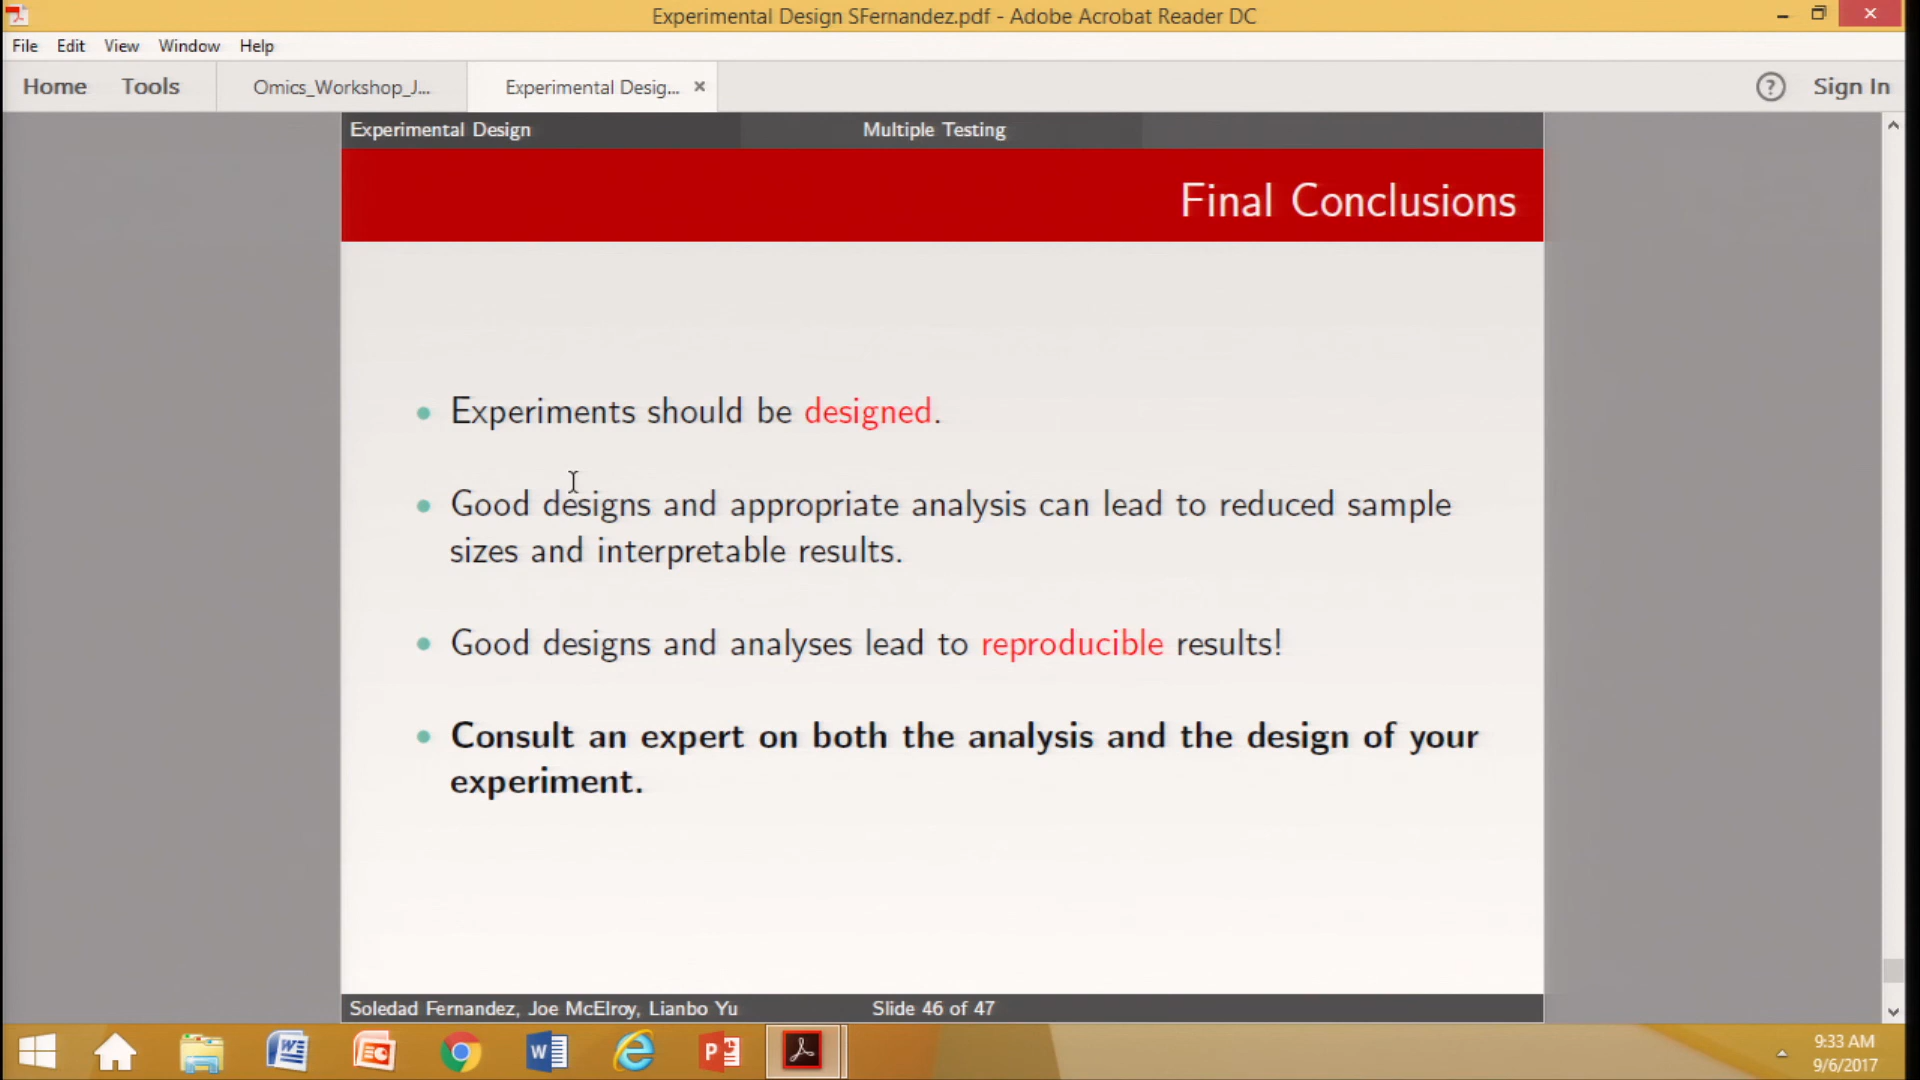 Experimental Design SFernandez.pdf - Adobe Acrobat Reader DC
File Edit View Window Help
Home Tools Omics_Workshop_J... Experimental Desig... × ? Sign In
Experimental Design Multiple Testing
Final Conclusions
Experiments should be designed.
Good designs and appropriate analysis can lead to reduced sample
sizes and interpretable results.
Good designs and analyses lead to reproducible results!
Consult an expert on both the analysis and the design of your
experiment.
Soledad Fernandez, Joe McElroy, Lianbo Yu Slide 46 of 47
9:33 AM
9/6/2017